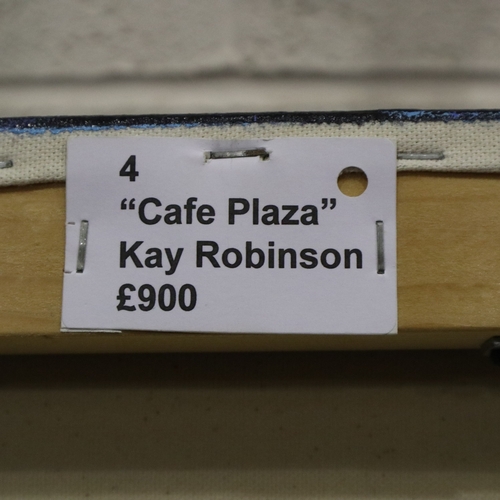 4
“Cafe Plaza”
Kay Robinson
£900